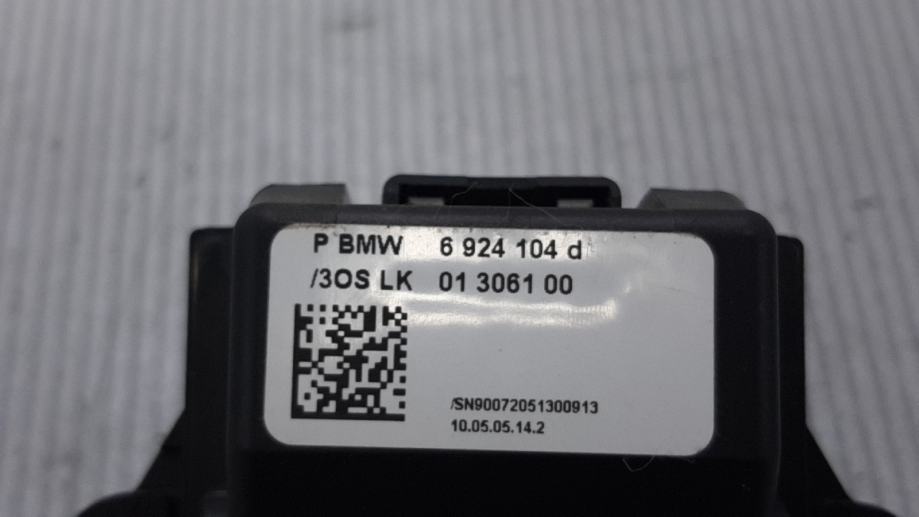 P BMW 6 924 104 d
/3OS LK 01 3061 00
/SN90072051300913
10.05.05.14.2